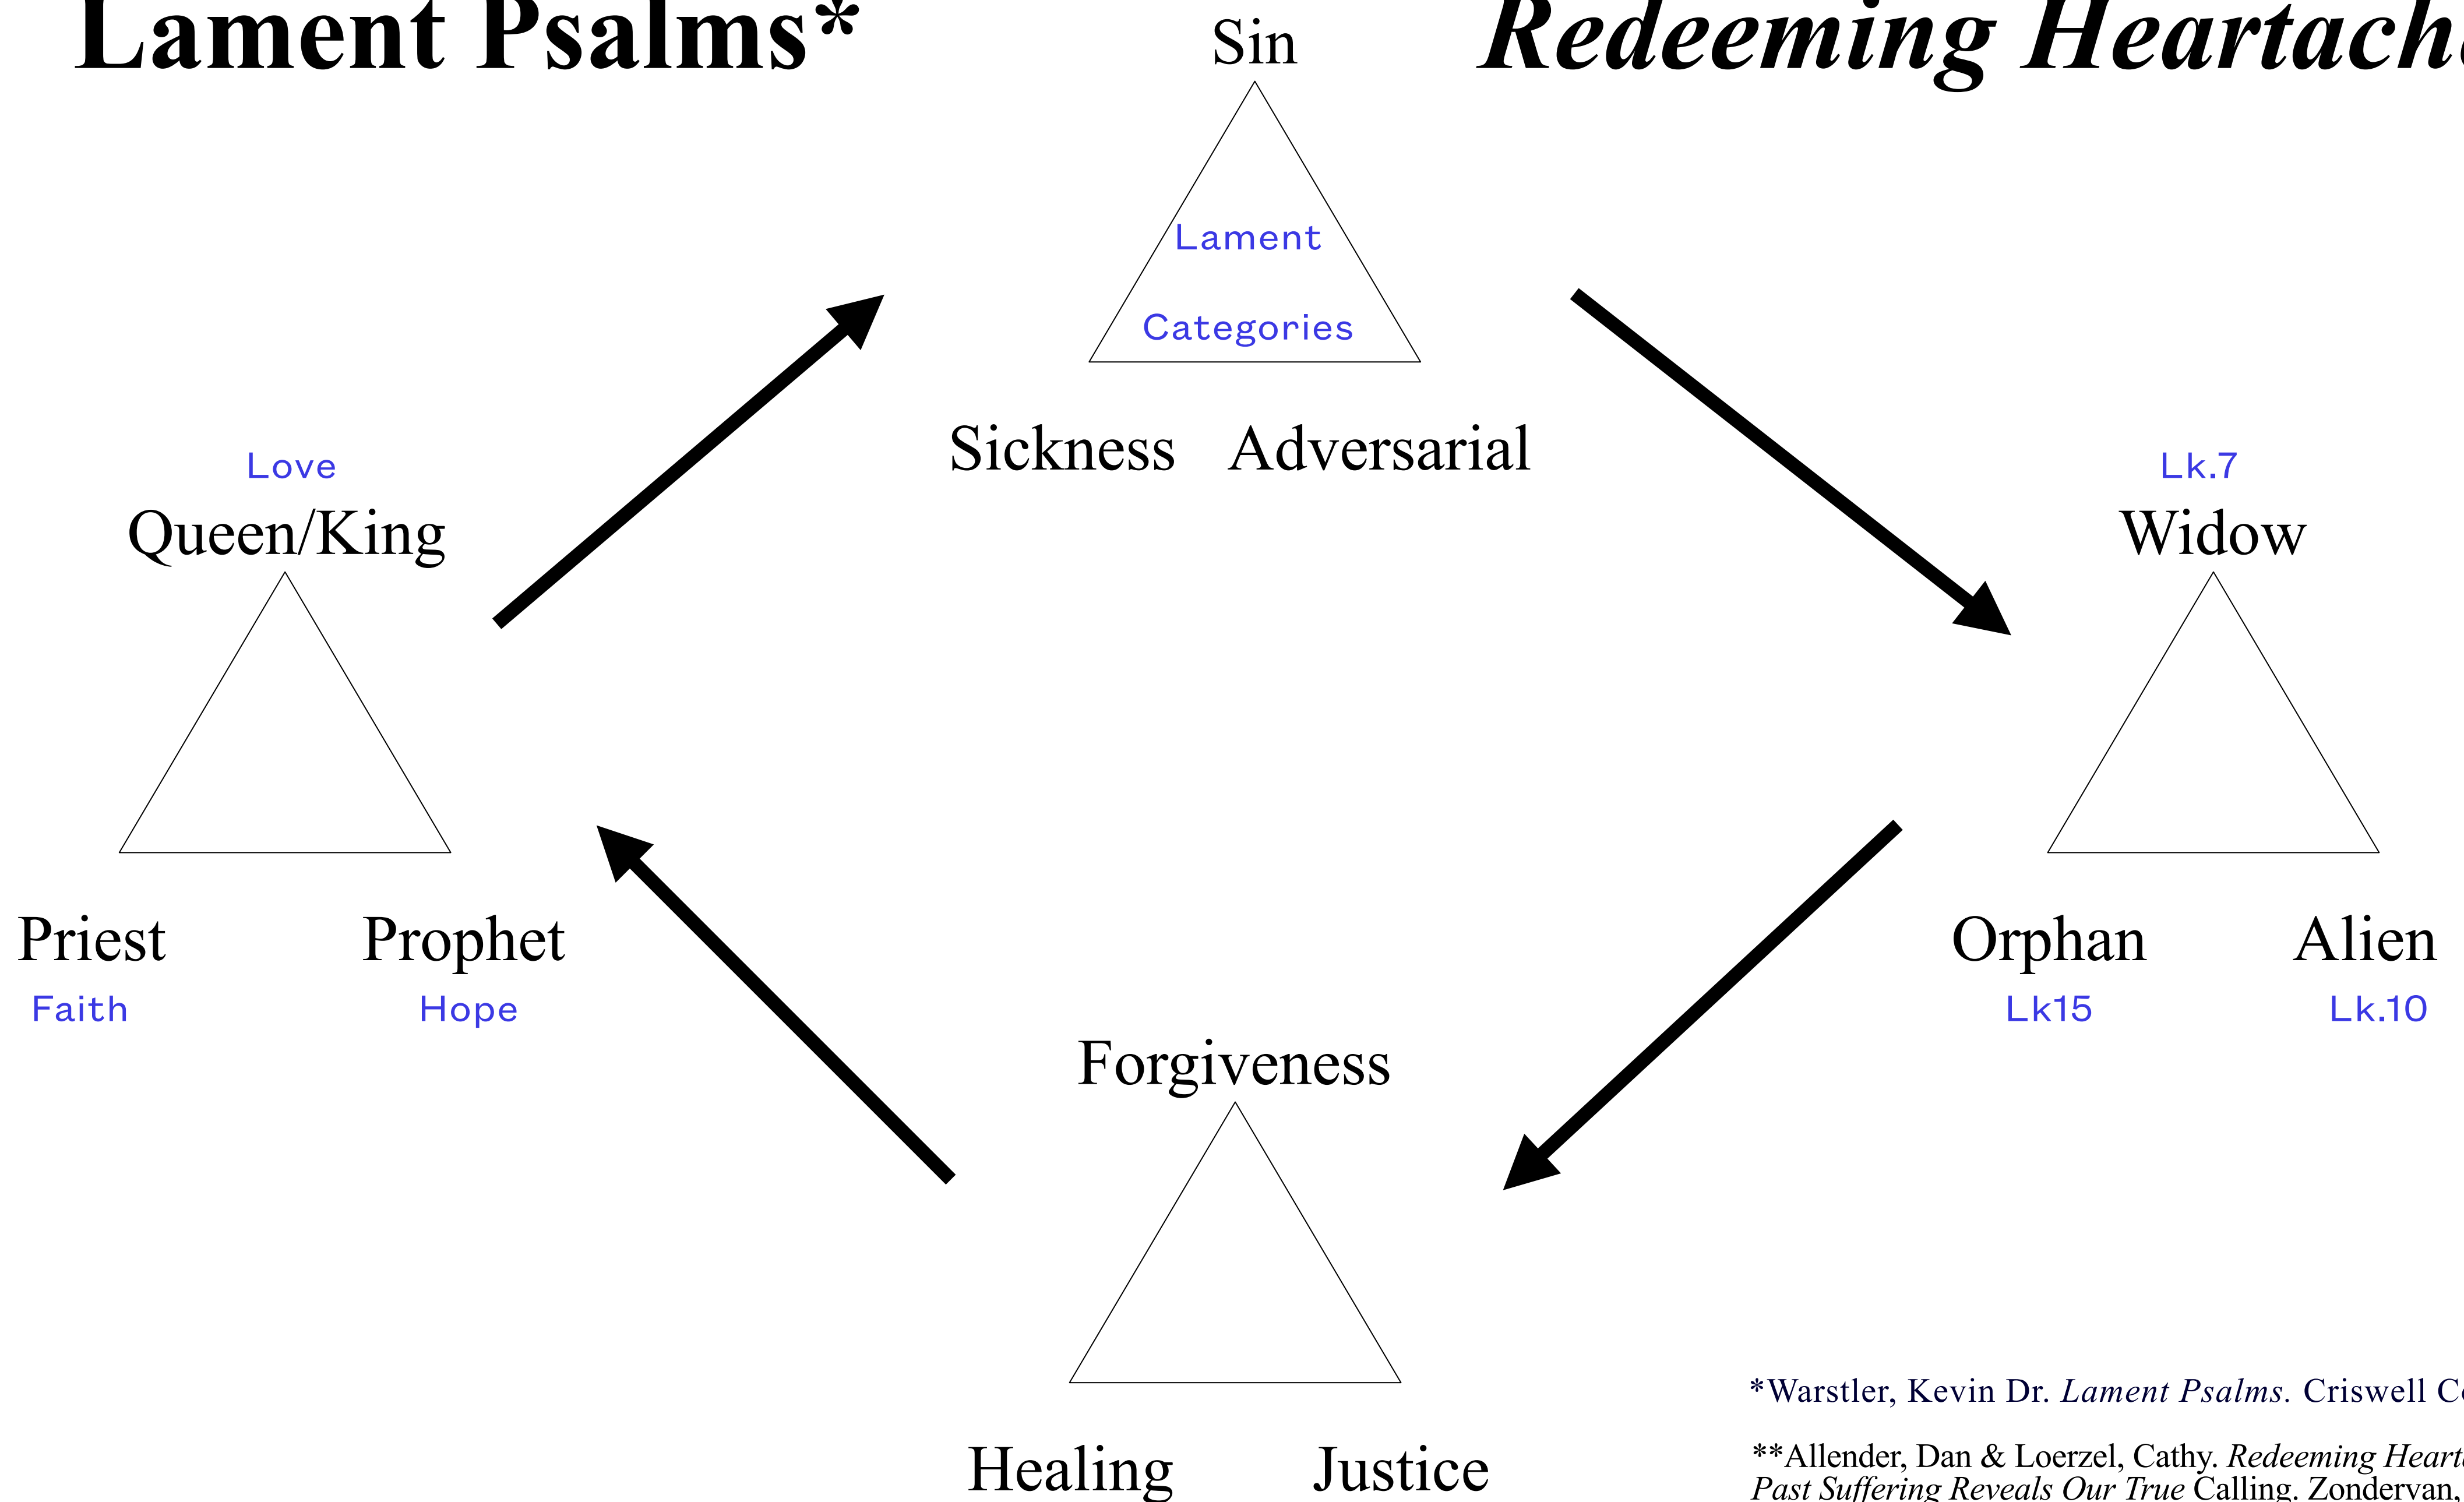 Lament Psalms*
Sin
Redeeming
Lament
Categories
Sickness Adversarial
Love
Queen/King
Lk.7
Widow
Priest
Prophet
Faith
Hope
Orphan
Alien
Lk15
Lk.10
Forgiveness
Healing
Justice
*Warstler, Kevin Dr. Lament Psalms. Criswell
**Allender, Dan & Loerzel, Cathy. Redeeming
Past Suffering Reveals Our True Calling. Zondervan,